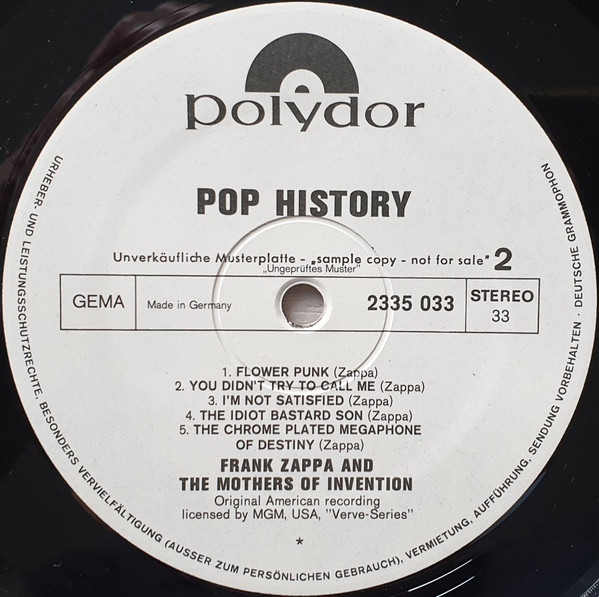 polydor
POP HISTORY
Unverkäufliche Musterplatte - „sample copy - not for sale" 2
„Ungeprüftes Muster"
GEMA
Made in Germany
2335 033
STEREO
33
1. FLOWER PUNK (Zappa)
2. YOU DIDN'T TRY TO CALL ME (Zappa)
3. I'M NOT SATISFIED (Zappa)
4. THE IDIOT BASTARD SON (Zappa)
5. THE CHROME PLATED MEGAPHONE
OF DESTINY (Zappa)
FRANK ZAPPA AND
THE MOTHERS OF INVENTION
Original American recording
licensed by MGM, USA, "Verve-Series"
*
URHEBER- UND LEISTUNGSSCHUTZRECHTE, BESONDERS VERVIELFÄLTIGUNG (AUSSER ZUM PERSÖNLICHEN GEBRAUCH), VERMIETUNG, AUFFÜHRUNG, SENDUNG VORBEHALTEN · DEUTSCHE GRAMMOPHON